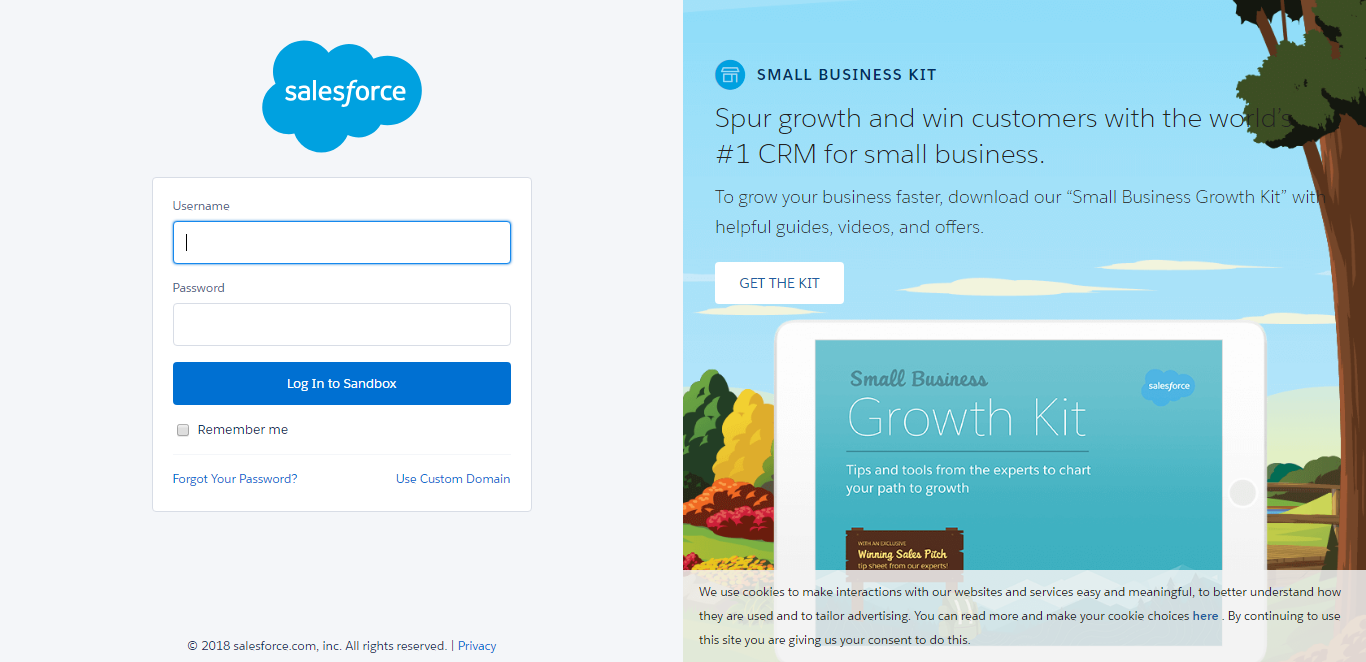 salesforce
Username
Password
Log In to Sandbox
Remember me
Forgot Your Password?
Use Custom Domain
© 2018 salesforce.com, inc. All rights reserved. | Privacy
SMALL BUSINESS KIT
Spur growth and win customers with the world's
#1 CRM for small business.
To grow your business faster, download our “Small Business Growth Kit” with
helpful guides, videos, and offers.
GET THE KIT
Small Business
salesforce
Growth Kit
Tips and tools from the experts to chart
your path to growth
WITH AN EXCLUSIVE
Winning Sales Pitch
tip sheet from our experts!
We use cookies to make interactions with our websites and services easy and meaningful, to better understand how
they are used and to tailor advertising. You can read more and make your cookie choices here . By continuing to use
this site you are giving us your consent to do this.